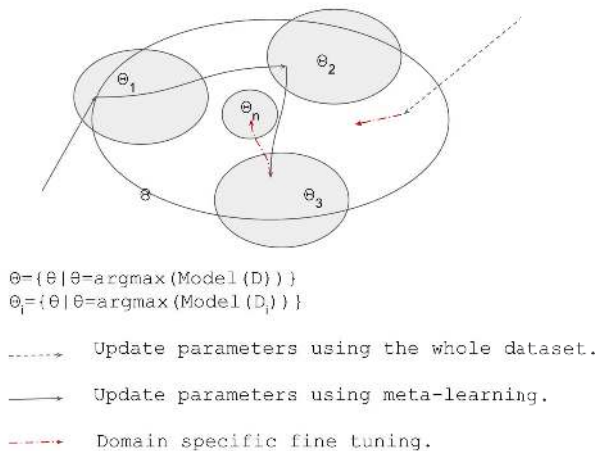 Θ₁
Θ₂
Θₙ
Θ₃
Θ
Θ={θ|θ=argmax(Model(D))}
Θᵢ={θ|θ=argmax(Model(Dᵢ))}
Update parameters using the whole dataset.
Update parameters using meta-learning.
Domain specific fine tuning.